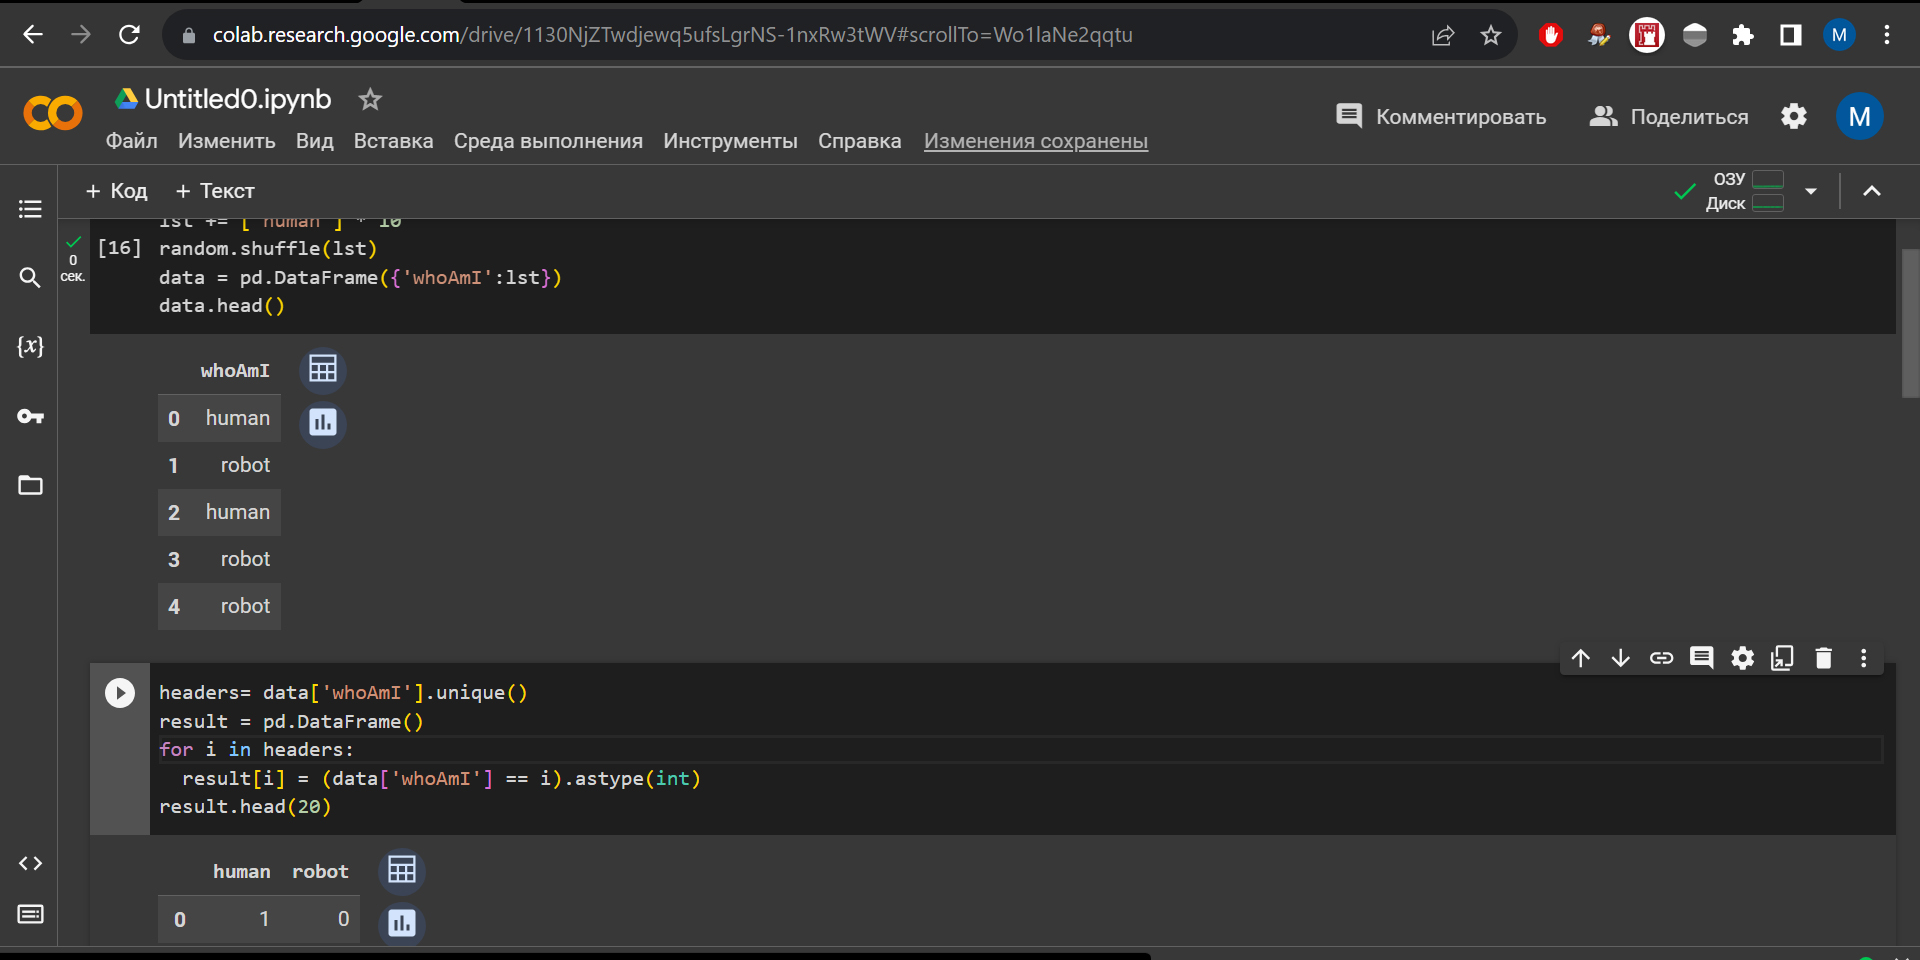 colab.research.google.com/drive/1130NjZTwdjewq5ufsLgrNS-1nxRw3tWV#scrollTo=Wo1laNe2qqtu
M
Untitled0.ipynb
Файл Изменить Вид Вставка Среда выполнения Инструменты Справка Изменения сохранены
Комментировать Поделиться M
+ Код + Текст
ОЗУ
Диск
lst += ["human"] * 10
[16] random.shuffle(lst)
0 сек.
data = pd.DataFrame({'whoAmI':lst})
data.head()
whoAmI
0 human
1 robot
2 human
3 robot
4 robot
headers= data['whoAmI'].unique()
result = pd.DataFrame()
for i in headers:
  result[i] = (data['whoAmI'] == i).astype(int)
result.head(20)
human robot
0 1 0
{x}